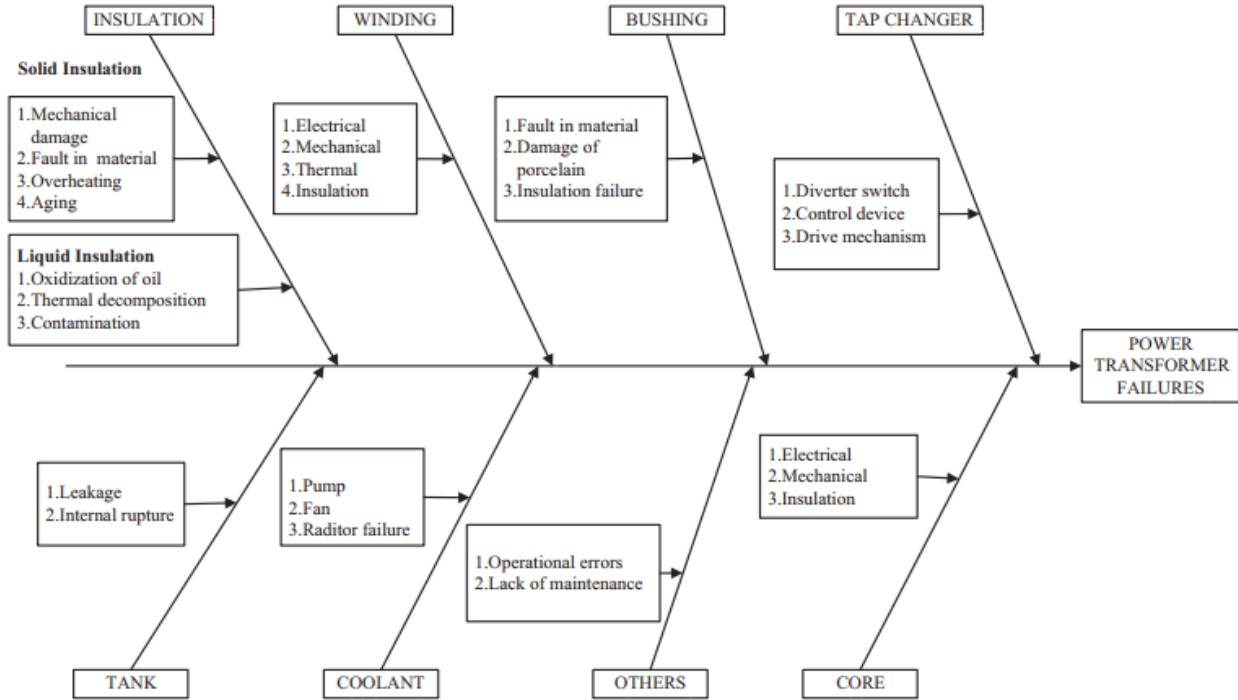 INSULATION
WINDING
BUSHING
TAP CHANGER
Solid Insulation
1.Mechanical
damage
2.Fault in material
3.Overheating
4.Aging
Liquid Insulation
1.Oxidization of oil
2.Thermal decomposition
3.Contamination
1.Electrical
2.Mechanical
3.Thermal
4.Insulation
1.Fault in material
2.Damage of
porcelain
3.Insulation failure
1.Diverter switch
2.Control device
3.Drive mechanism
POWER
TRANSFORMER
FAILURES
1.Leakage
2.Internal rupture
1.Pump
2.Fan
3.Raditor failure
1.Operational errors
2.Lack of maintenance
1.Electrical
2.Mechanical
3.Insulation
TANK
COOLANT
OTHERS
CORE